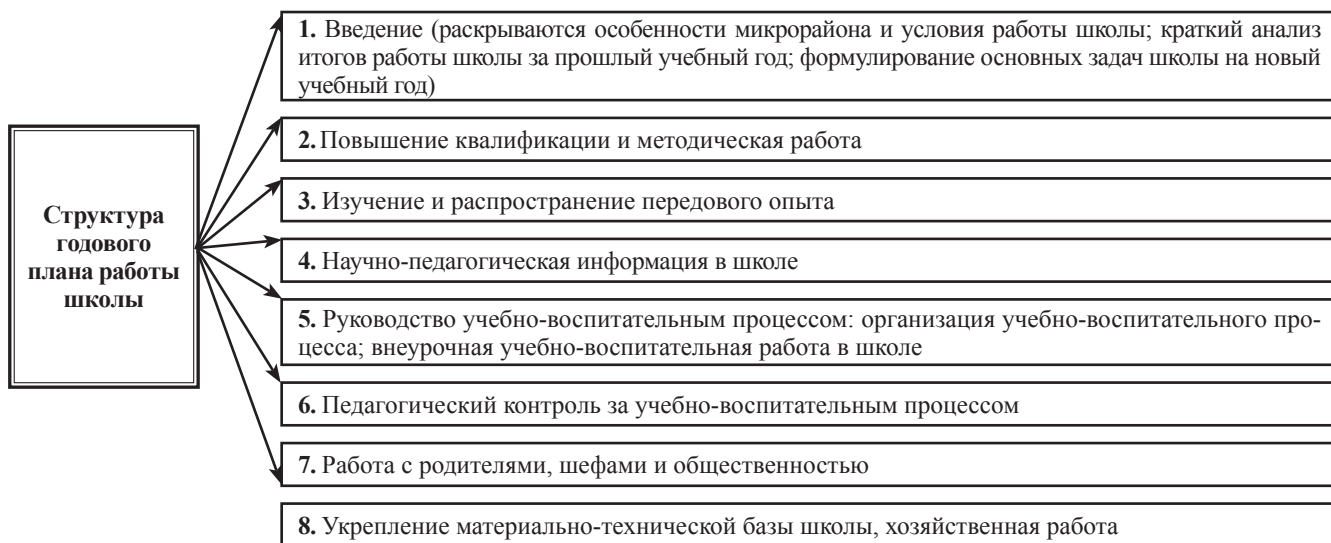 Структура
годового
плана работы
школы
1. Введение (раскрываются особенности микрорайона и условия работы школы; краткий анализ
итогов работы школы за прошлый учебный год; формулирование основных задач школы на новый
учебный год)
2. Повышение квалификации и методическая работа
3. Изучение и распространение передового опыта
4. Научно-педагогическая информация в школе
5. Руководство учебно-воспитательным процессом: организация учебно-воспитательного про-
цесса; внеурочная учебно-воспитательная работа в школе
6. Педагогический контроль за учебно-воспитательным процессом
7. Работа с родителями, шефами и общественностью
8. Укрепление материально-технической базы школы, хозяйственная работа